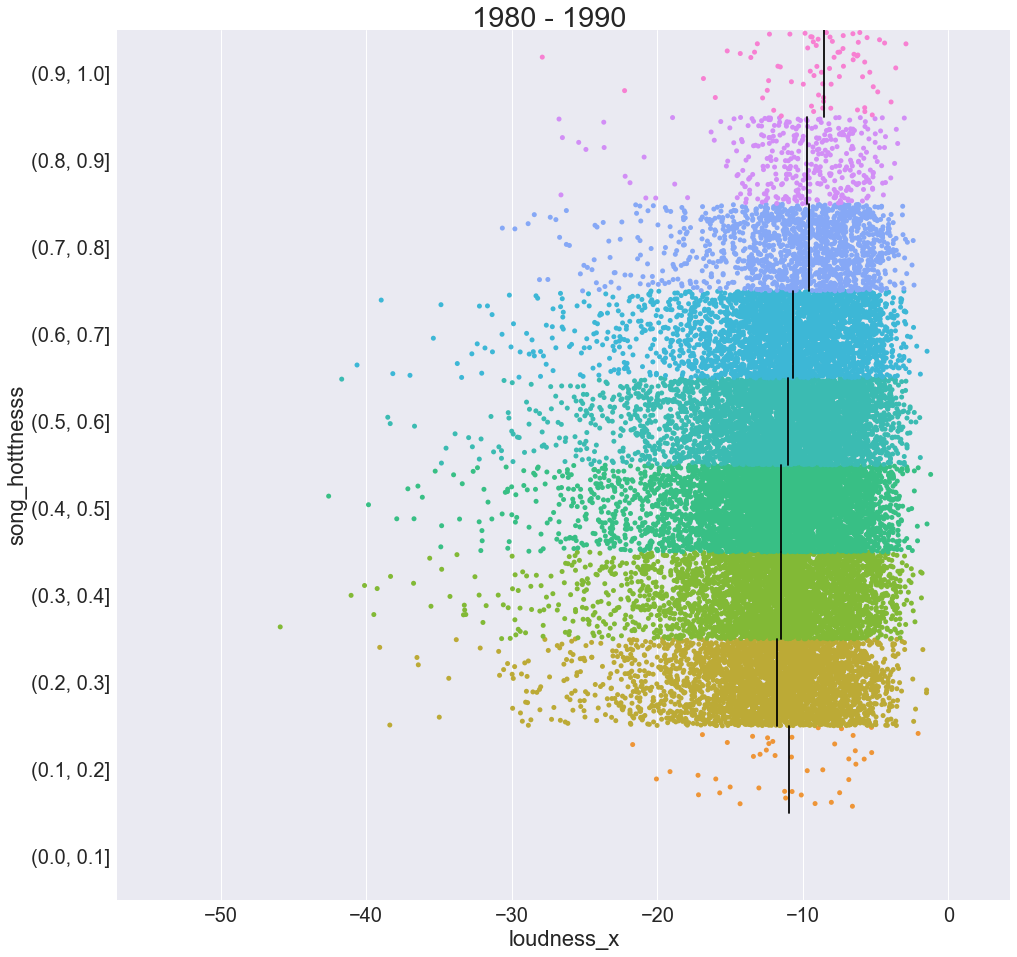 1980 - 1990
(0.9, 1.0]
(0.8, 0.9]
(0.7, 0.8]
(0.6, 0.7]
(0.5, 0.6]
(0.4, 0.5]
(0.3, 0.4]
(0.2, 0.3]
(0.1, 0.2]
(0.0, 0.1]
song_hotttnesss
−50 −40 −30 −20 −10 0
loudness_x